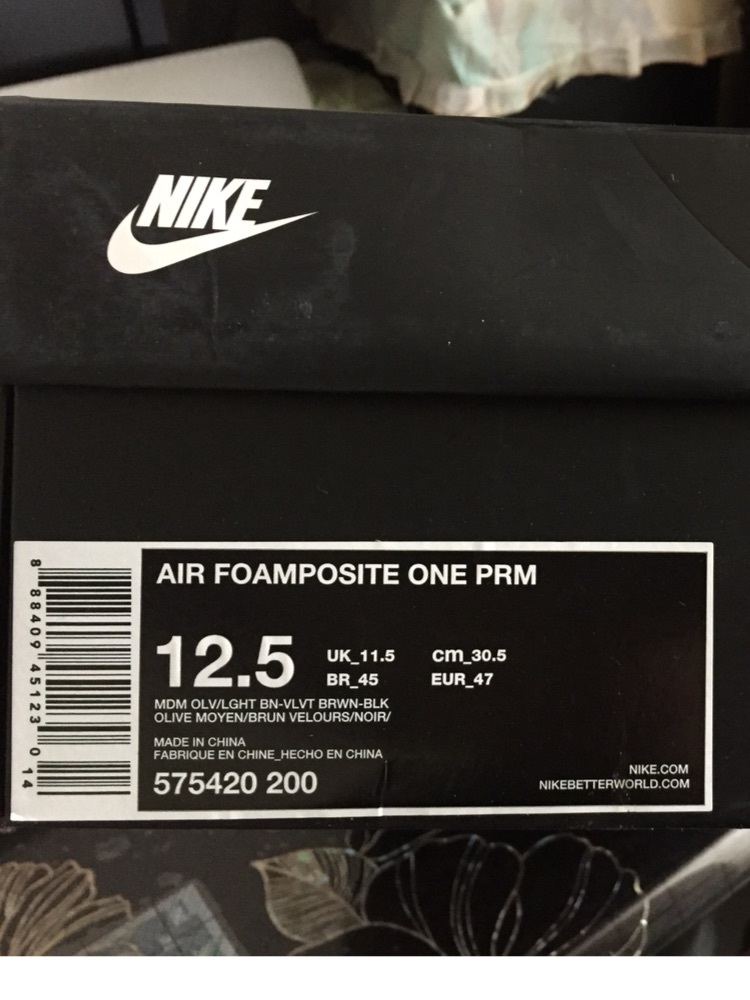 NIKE
AIR FOAMPOSITE ONE PRM
12.5
UK_11.5 cm_30.5
BR_45 EUR_47
MDM OLV/LGHT BN-VLVT BRWN-BLK
OLIVE MOYEN/BRUN VELOURS/NOIR/
MADE IN CHINA
FABRIQUE EN CHINE_HECHO EN CHINA
575420 200
NIKE.COM
NIKEBETTERWORLD.COM
8 88409 45123 0 14